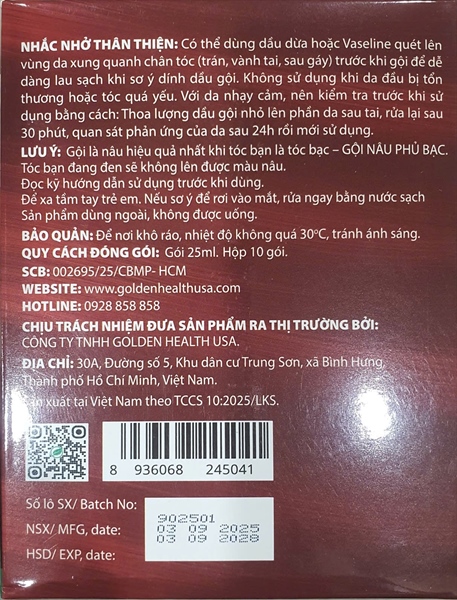 NHẮC NHỞ THÂN THIỆN: Có thể dùng dầu dừa hoặc Vaseline quét lên
vùng da xung quanh chân tóc (trán, vành tai, sau gáy) trước khi gội để dễ
dàng lau sạch khi sơ ý dính dầu gội. Không sử dụng khi da đầu bị tổn
thương hoặc tóc quá yếu. Với da nhạy cảm, nên kiểm tra trước khi sử
dụng bằng cách: Thoa lượng dầu gội nhỏ lên phần da sau tai, rửa lại sau
30 phút, quan sát phản ứng của da sau 24h rồi mới sử dụng.
LƯU Ý: Gội là nâu hiệu quả nhất khi tóc bạn là tóc bạc – GỘI NÂU PHỦ BẠC.
Tóc bạn đang đen sẽ không lên được màu nâu.
Đọc kỹ hướng dẫn sử dụng trước khi dùng.
Để xa tầm tay trẻ em. Nếu sơ ý để rơi vào mắt, rửa ngay bằng nước sạch
Sản phẩm dùng ngoài, không được uống.
BẢO QUẢN: Để nơi khô ráo, nhiệt độ không quá 30°C, tránh ánh sáng.
QUY CÁCH ĐÓNG GÓI: Gói 25ml. Hộp 10 gói.
SCB: 002695/25/CBMP- HCM
WEBSITE: www.goldenhealthusa.com
HOTLINE: 0928 858 858
CHỊU TRÁCH NHIỆM ĐƯA SẢN PHẨM RA THỊ TRƯỜNG BỞI:
CÔNG TY TNHH GOLDEN HEALTH USA.
ĐỊA CHỈ: 30A, Đường số 5, Khu dân cư Trung Sơn, xã Bình Hưng,
Thành phố Hồ Chí Minh, Việt Nam.
Sản xuất tại Việt Nam theo TCCS 10:2025/LKS.
8 936068 245041
Số lô SX/ Batch No: 902501
NSX/ MFG, date: 03 09 2025
HSD/ EXP, date: 03 09 2028